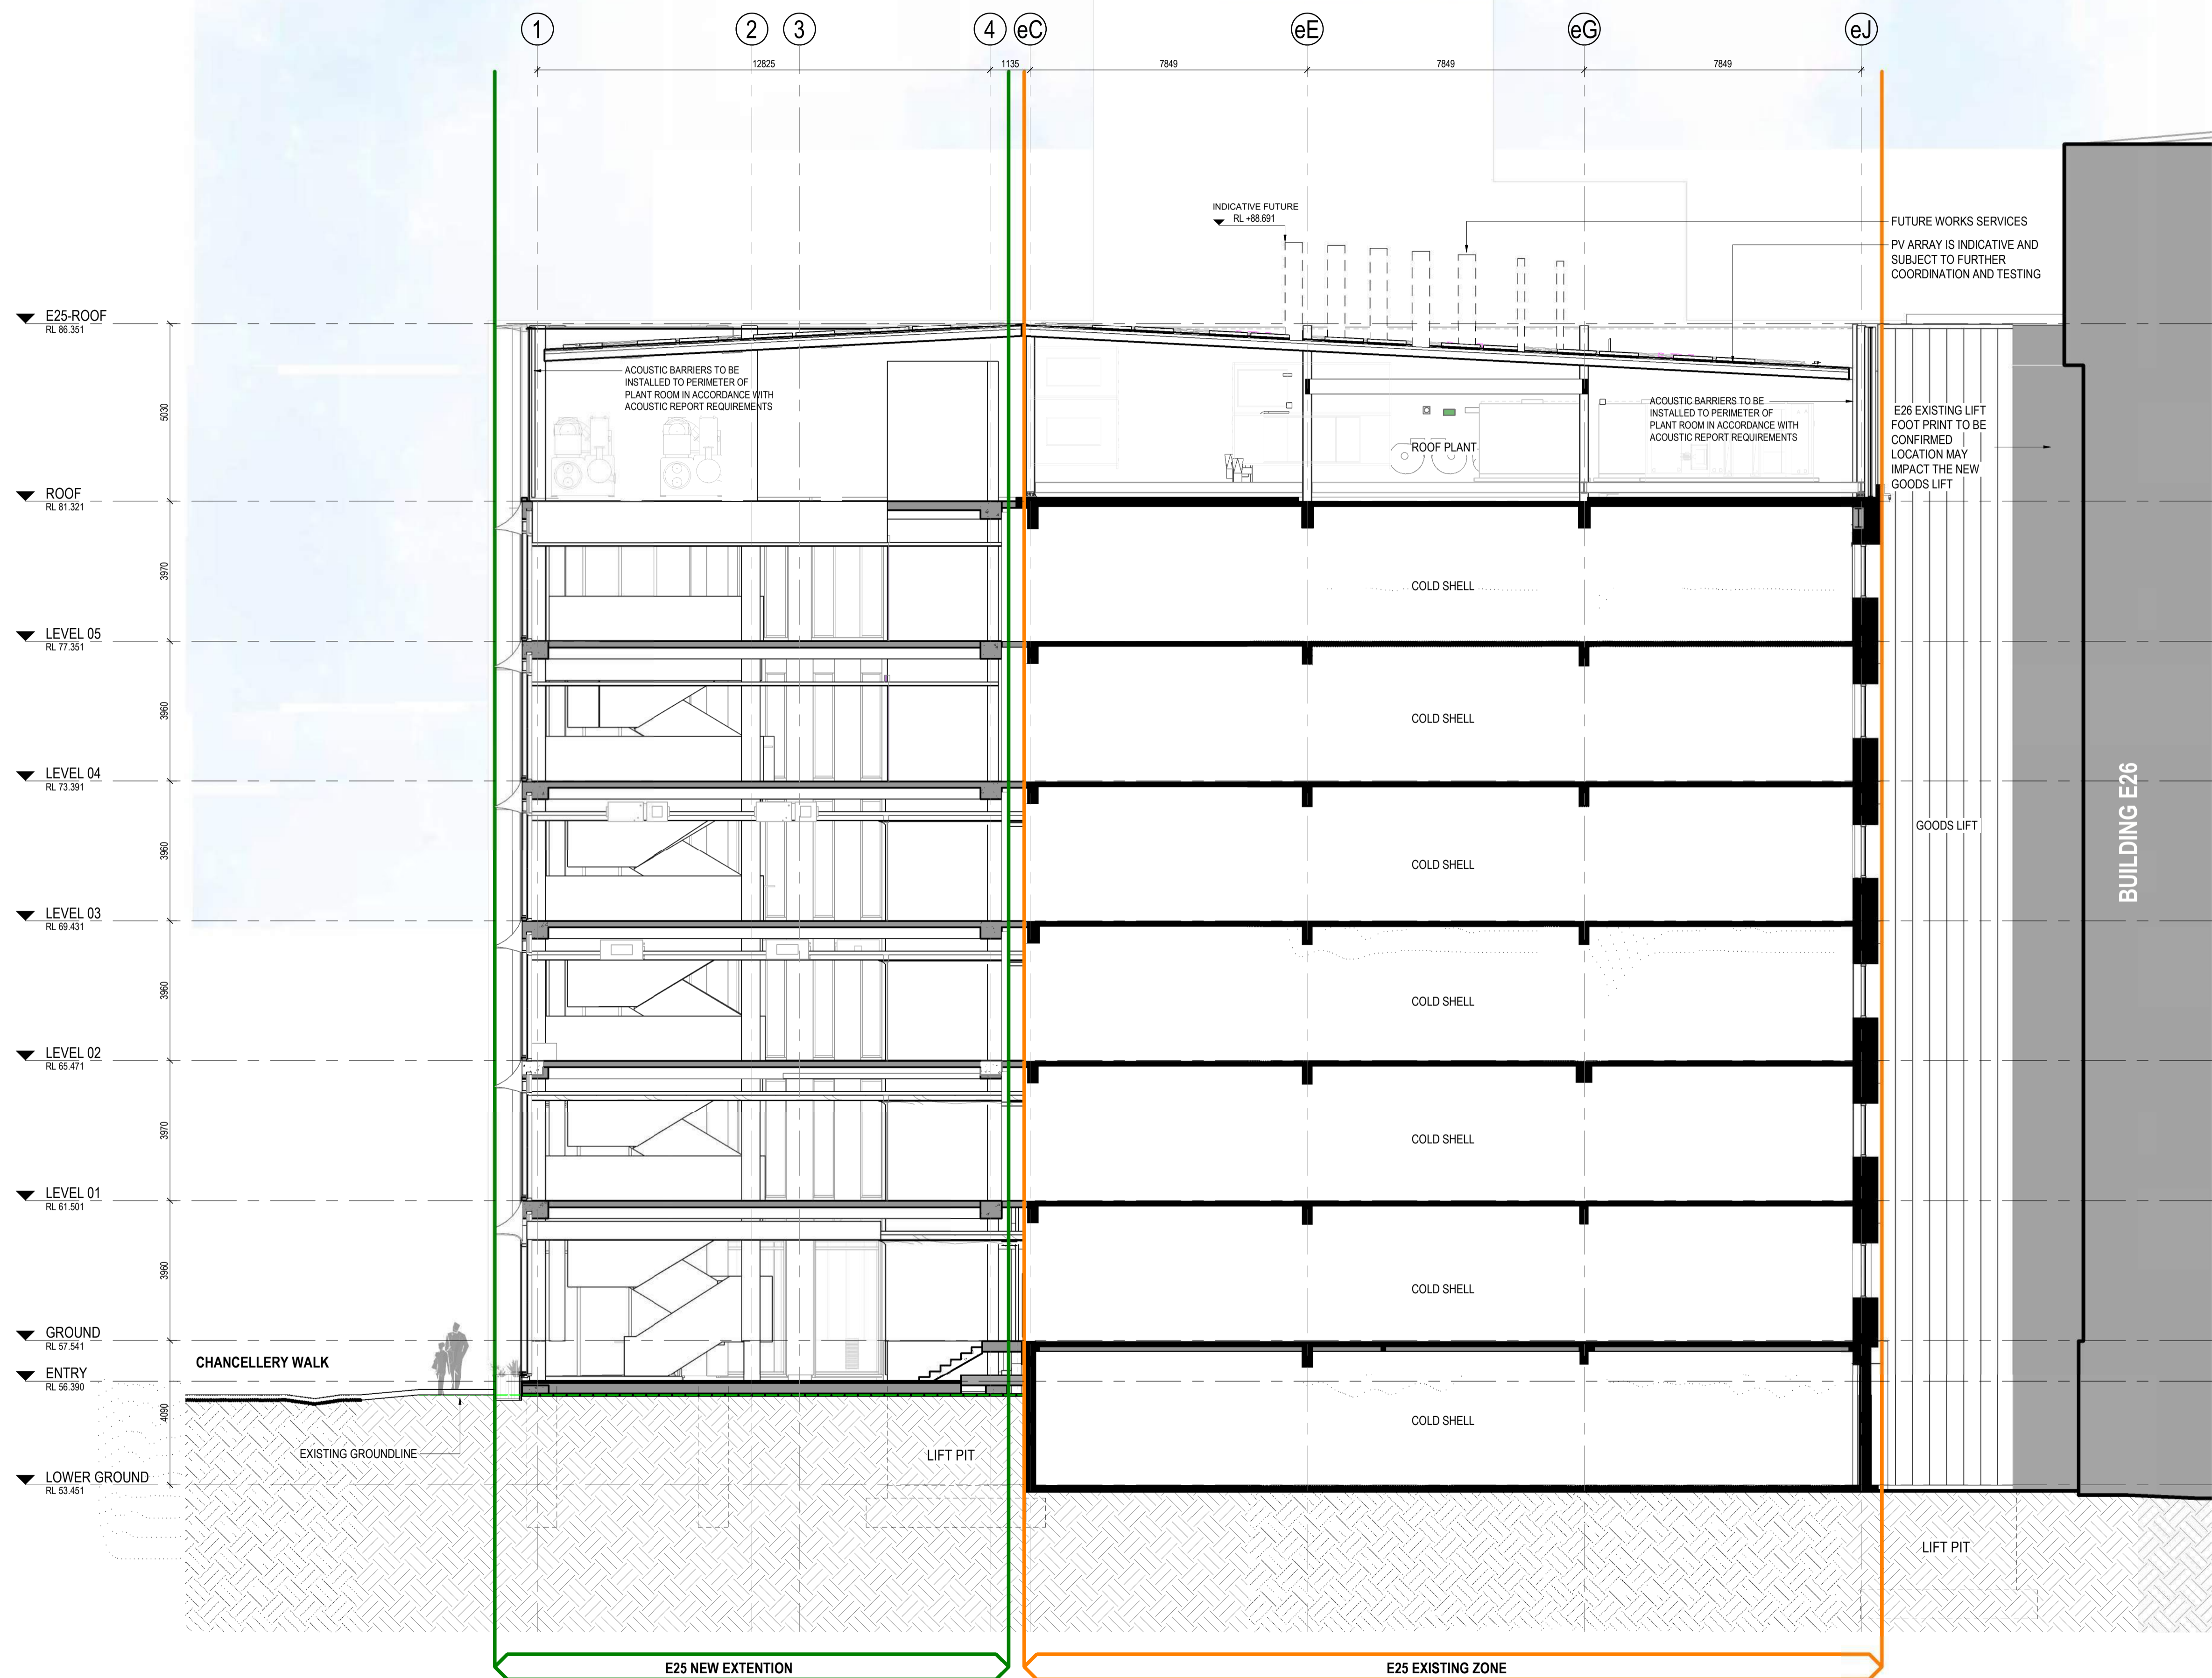 1
2
3
4
eC
eE
eG
eJ
12825
1135
7849
7849
7849
INDICATIVE FUTURE
RL +88.691
FUTURE WORKS SERVICES
PV ARRAY IS INDICATIVE AND
SUBJECT TO FURTHER
COORDINATION AND TESTING
E25-ROOF
RL 86.351
ACOUSTIC BARRIERS TO BE
INSTALLED TO PERIMETER OF
PLANT ROOM IN ACCORDANCE WITH
ACOUSTIC REPORT REQUIREMENTS
5030
ACOUSTIC BARRIERS TO BE
INSTALLED TO PERIMETER OF
PLANT ROOM IN ACCORDANCE WITH
ACOUSTIC REPORT REQUIREMENTS
ROOF PLANT
E26 EXISTING LIFT
FOOT PRINT TO BE
CONFIRMED
LOCATION MAY
IMPACT THE NEW
GOODS LIFT
ROOF
RL 81.321
3970
COLD SHELL
LEVEL 05
RL 77.351
3960
COLD SHELL
LEVEL 04
RL 73.391
3960
COLD SHELL
GOODS LIFT
BUILDING E26
LEVEL 03
RL 69.431
3960
COLD SHELL
LEVEL 02
RL 65.471
3970
COLD SHELL
LEVEL 01
RL 61.501
3960
COLD SHELL
GROUND
RL 57.541
CHANCELLERY WALK
ENTRY
RL 56.390
4090
COLD SHELL
EXISTING GROUNDLINE
LIFT PIT
LOWER GROUND
RL 53.451
LIFT PIT
E25 NEW EXTENTION
E25 EXISTING ZONE